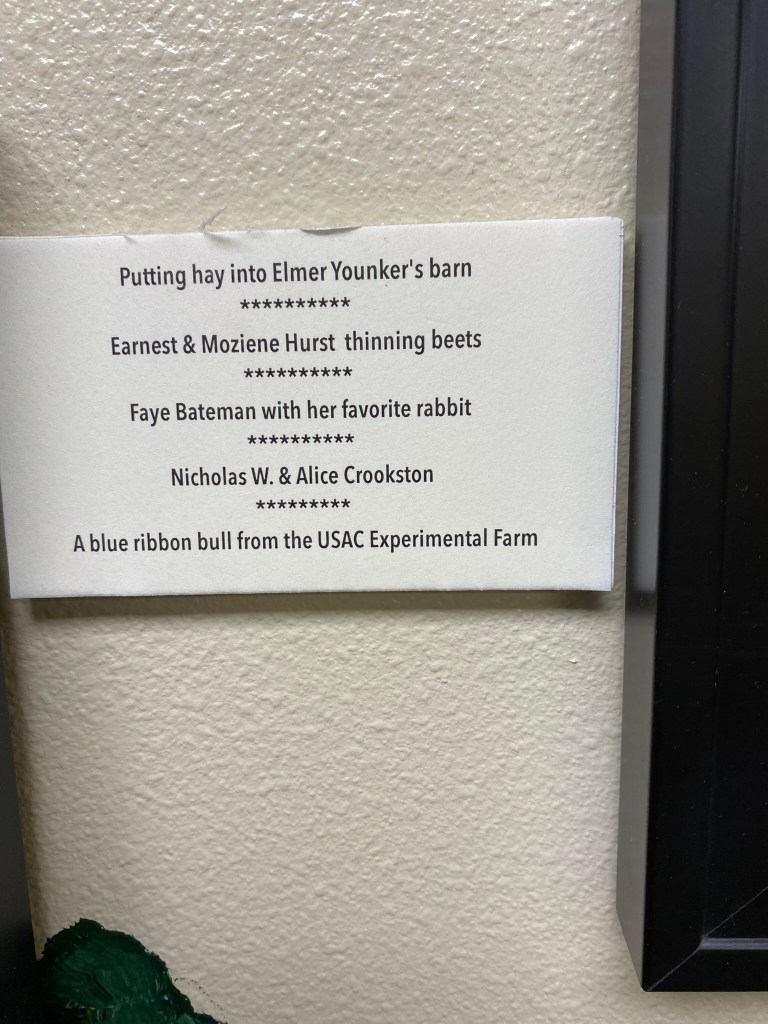 Putting hay into Elmer Younker's barn
**********
Earnest & Moziene Hurst  thinning beets
**********
Faye Bateman with her favorite rabbit
**********
Nicholas W. & Alice Crookston
*********
A blue ribbon bull from the USAC Experimental Farm